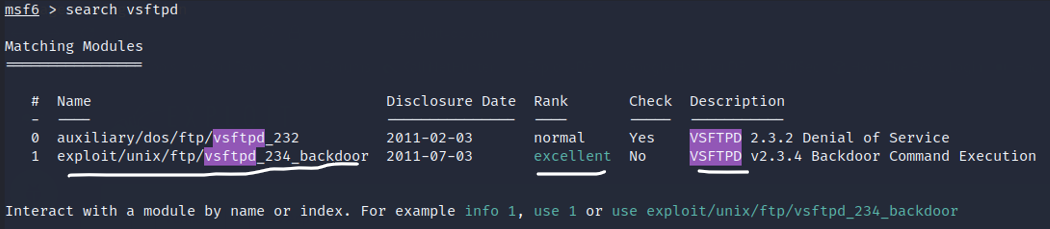 msf6 > search vsftpd
Matching Modules
================
# Name Disclosure Date Rank Check Description
- ---- --------------- ---- ----- -----------
0 auxiliary/dos/ftp/vsftpd_232 2011-02-03 normal Yes VSFTPD 2.3.2 Denial of Service
1 exploit/unix/ftp/vsftpd_234_backdoor 2011-07-03 excellent No VSFTPD v2.3.4 Backdoor Command Execution
Interact with a module by name or index. For example info 1, use 1 or use exploit/unix/ftp/vsftpd_234_backdoor